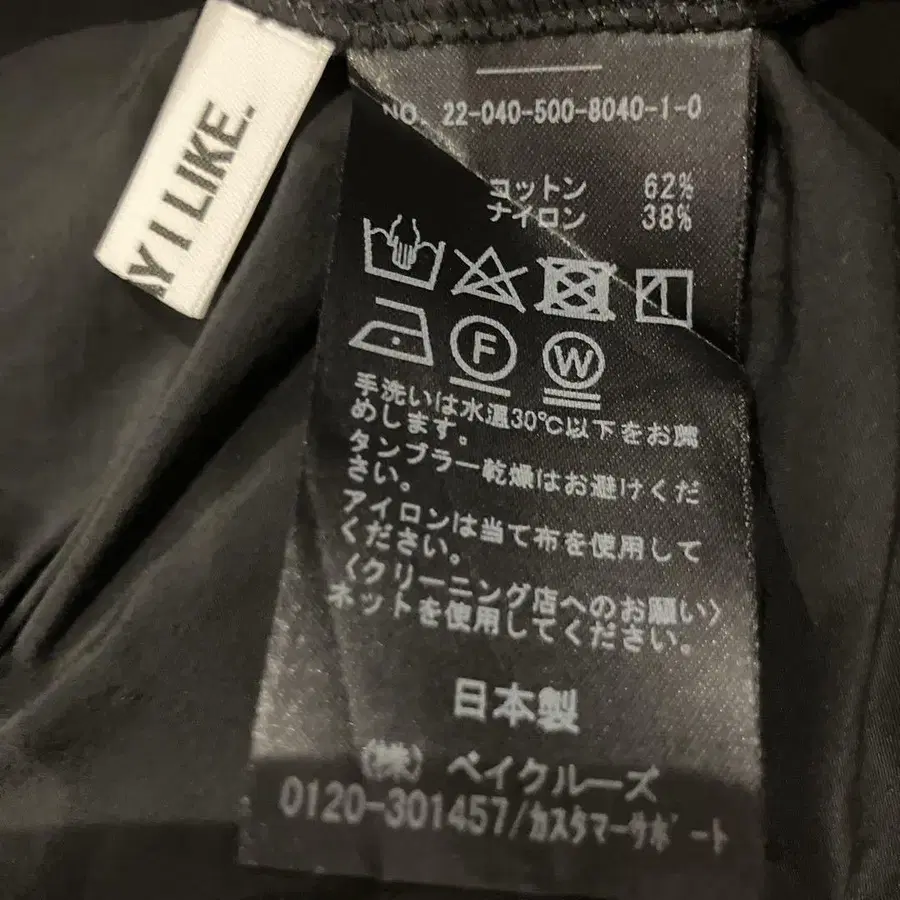 Y I LIKE.
NO. 22-040-500-8040-1-0
コットン 62%
ナイロン 38%
F
W
手洗いは水温30℃以下をお薦
めします。
タンブラー乾燥はお避けくだ
さい。
アイロンは当て布を使用して
ください。
〈クリーニング店へのお願い〉
ネットを使用してください。
日本製
(株) ベイクルーズ
0120-301457/カスタマーサポート